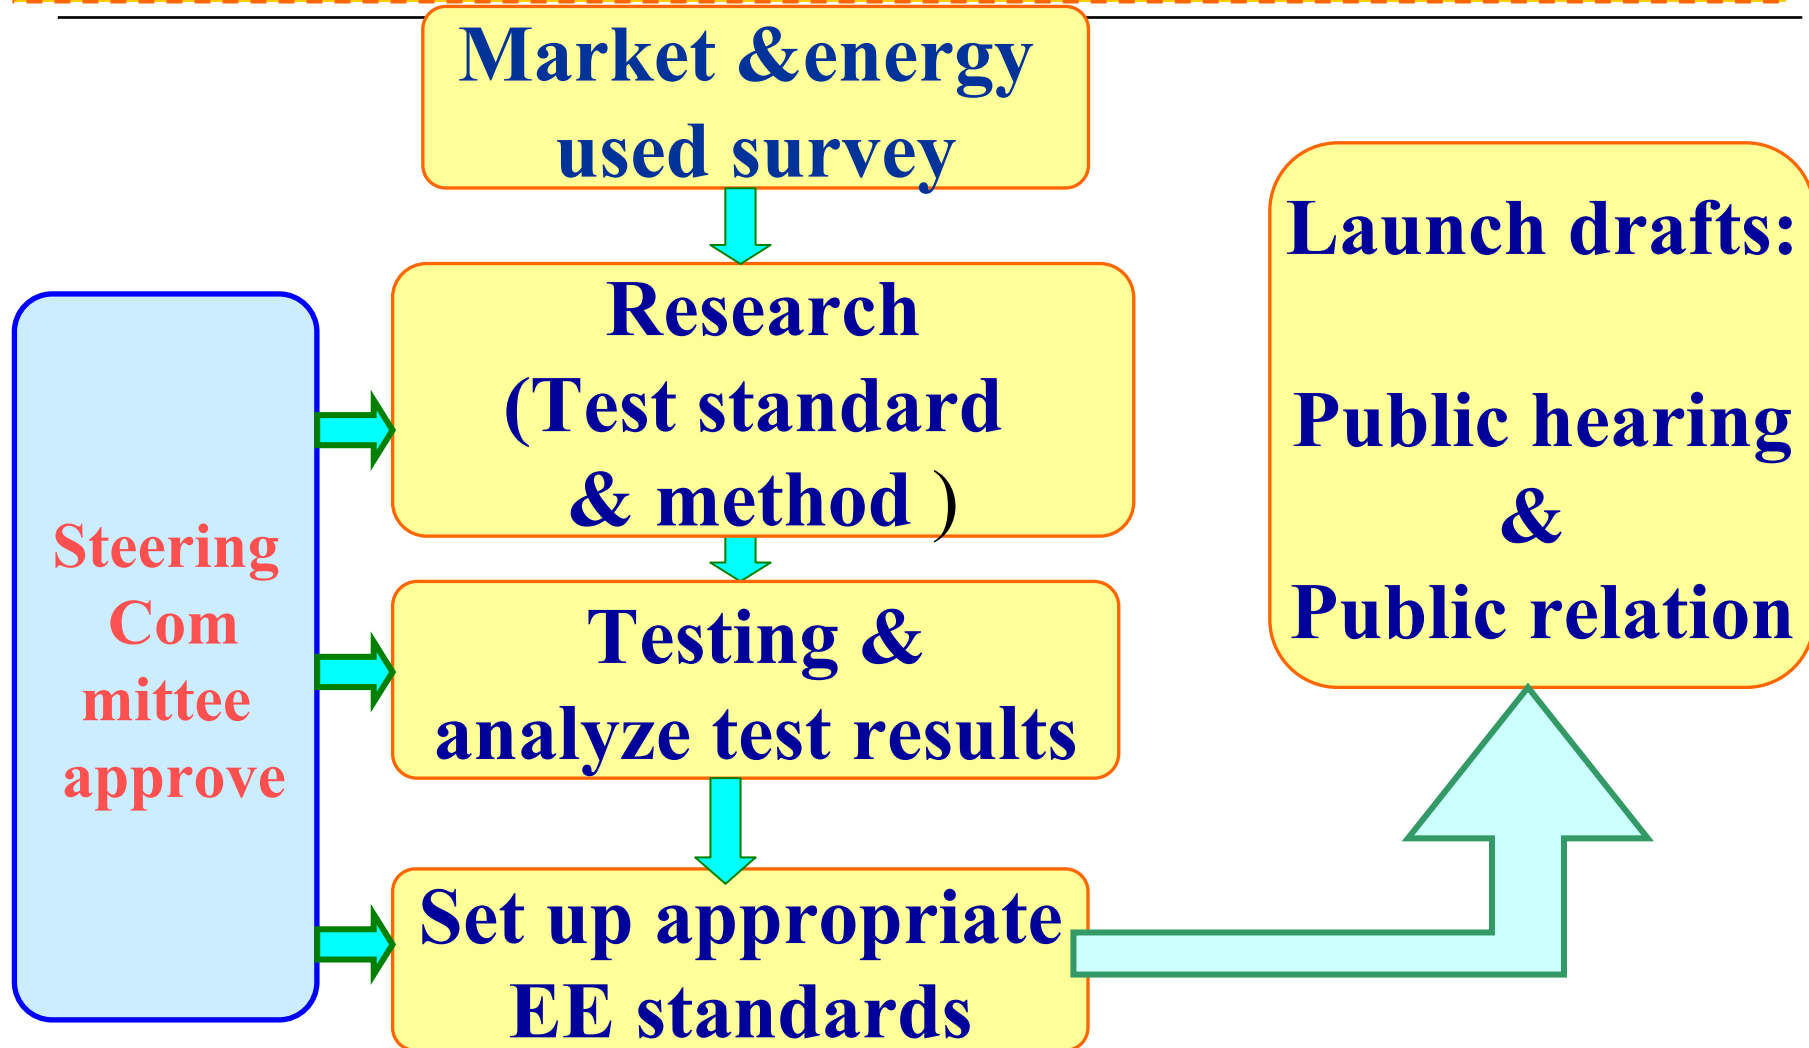 Market &energy
used survey
Research
(Test standard
& method )
Testing &
analyze test results
Set up appropriate
EE standards
Steering
Com
mittee
approve
Launch drafts:
Public hearing
&
Public relation